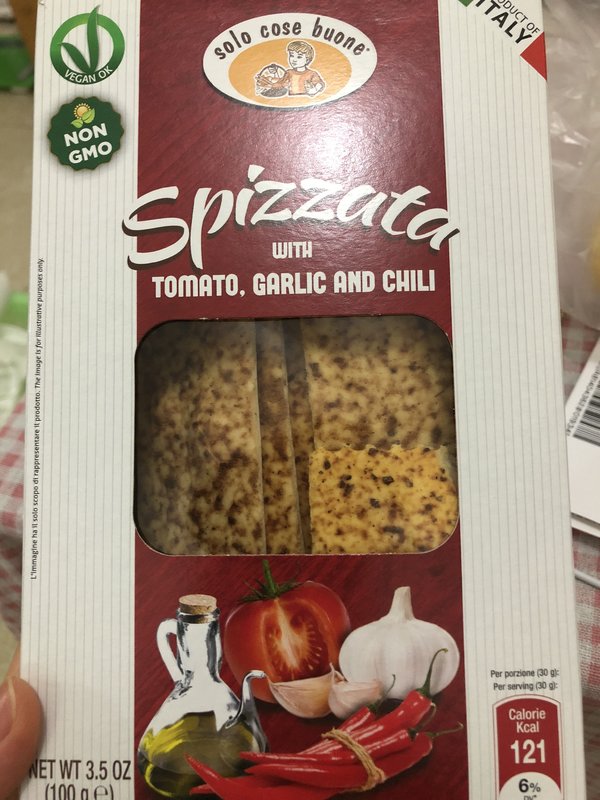 solo cose buone®
PRODUCT OF
ITALY
VEGAN OK
NON
GMO
Spizzata
WITH
TOMATO, GARLIC AND CHILI
L'immagine ha il solo scopo di rappresentare il prodotto. The image is for illustrative purposes only.
Per porzione (30 g):
Per serving (30 g):
Calorie
Kcal
121
6%
NET WT 3.5 OZ
(100 g e)